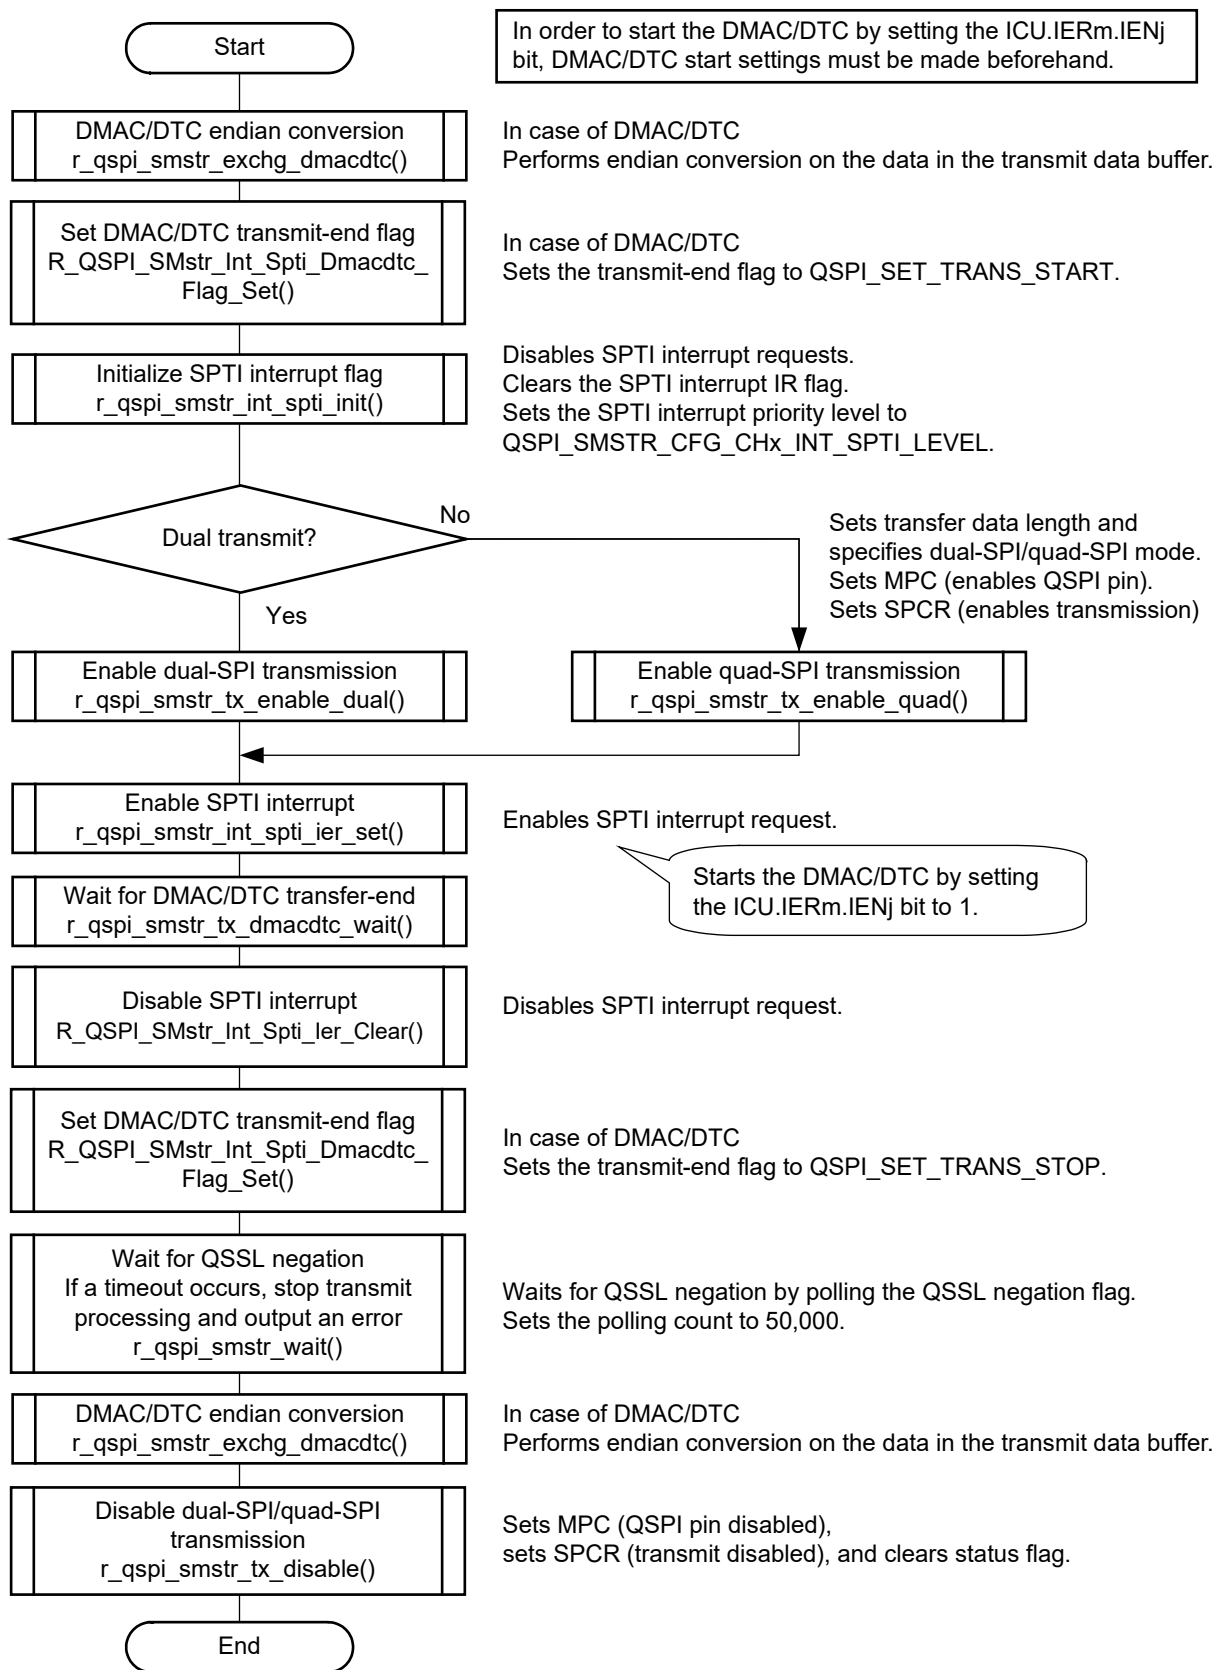 Start
In order to start the DMAC/DTC by setting the ICU.IERm.IENj
bit, DMAC/DTC start settings must be made beforehand.
DMAC/DTC endian conversion
r_qspi_smstr_exchg_dmacdtc()
In case of DMAC/DTC
Performs endian conversion on the data in the transmit data buffer.
Set DMAC/DTC transmit-end flag
R_QSPI_SMstr_Int_Spti_Dmacdtc_
Flag_Set()
In case of DMAC/DTC
Sets the transmit-end flag to QSPI_SET_TRANS_START.
Initialize SPTI interrupt flag
r_qspi_smstr_int_spti_init()
Disables SPTI interrupt requests.
Clears the SPTI interrupt IR flag.
Sets the SPTI interrupt priority level to
QSPI_SMSTR_CFG_CHx_INT_SPTI_LEVEL.
Dual transmit?
No
Yes
Sets transfer data length and
specifies dual-SPI/quad-SPI mode.
Sets MPC (enables QSPI pin).
Sets SPCR (enables transmission)
Enable dual-SPI transmission
r_qspi_smstr_tx_enable_dual()
Enable quad-SPI transmission
r_qspi_smstr_tx_enable_quad()
Enable SPTI interrupt
r_qspi_smstr_int_spti_ier_set()
Enables SPTI interrupt request.
Starts the DMAC/DTC by setting
the ICU.IERm.IENj bit to 1.
Wait for DMAC/DTC transfer-end
r_qspi_smstr_tx_dmacdtc_wait()
Disable SPTI interrupt
R_QSPI_SMstr_Int_Spti_Ier_Clear()
Disables SPTI interrupt request.
Set DMAC/DTC transmit-end flag
R_QSPI_SMstr_Int_Spti_Dmacdtc_
Flag_Set()
In case of DMAC/DTC
Sets the transmit-end flag to QSPI_SET_TRANS_STOP.
Wait for QSSL negation
If a timeout occurs, stop transmit
processing and output an error
r_qspi_smstr_wait()
Waits for QSSL negation by polling the QSSL negation flag.
Sets the polling count to 50,000.
DMAC/DTC endian conversion
r_qspi_smstr_exchg_dmacdtc()
In case of DMAC/DTC
Performs endian conversion on the data in the transmit data buffer.
Disable dual-SPI/quad-SPI
transmission
r_qspi_smstr_tx_disable()
Sets MPC (QSPI pin disabled),
sets SPCR (transmit disabled), and clears status flag.
End